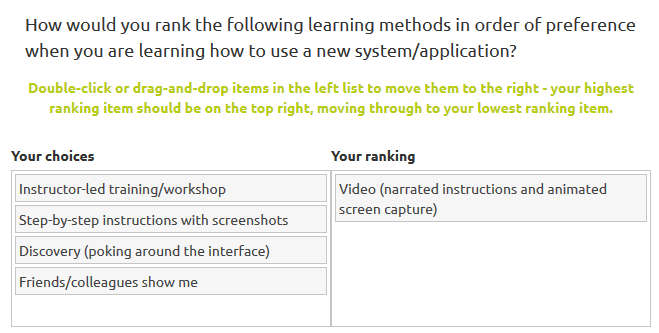 How would you rank the following learning methods in order of preference
when you are learning how to use a new system/application?
Double-click or drag-and-drop items in the left list to move them to the right - your highest
ranking item should be on the top right, moving through to your lowest ranking item.
Your choices
Instructor-led training/workshop
Step-by-step instructions with screenshots
Discovery (poking around the interface)
Friends/colleagues show me
Your ranking
Video (narrated instructions and animated
screen capture)